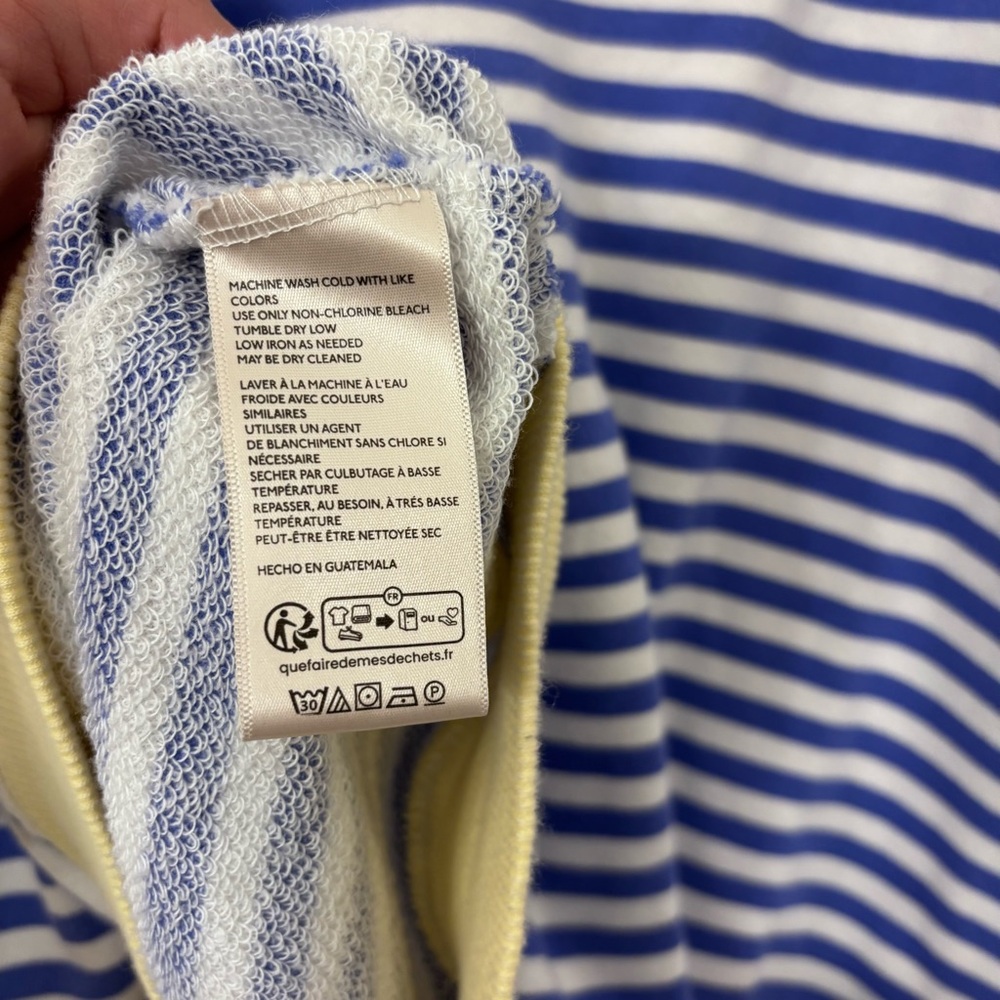 MACHINE WASH COLD WITH LIKE
COLORS
USE ONLY NON-CHLORINE BLEACH
TUMBLE DRY LOW
LOW IRON AS NEEDED
MAY BE DRY CLEANED
LAVER À LA MACHINE À L'EAU
FROIDE AVEC COULEURS
SIMILAIRES
UTILISER UN AGENT
DE BLANCHIMENT SANS CHLORE SI
NÉCESSAIRE
SECHER PAR CULBUTAGE À BASSE
TEMPÉRATURE
REPASSER, AU BESOIN, À TRÉS BASSE
TEMPÉRATURE
PEUT-ÊTRE ÊTRE NETTOYÉE SEC
HECHO EN GUATEMALA
FR
ou
quefairedemesdechets.fr
30 P